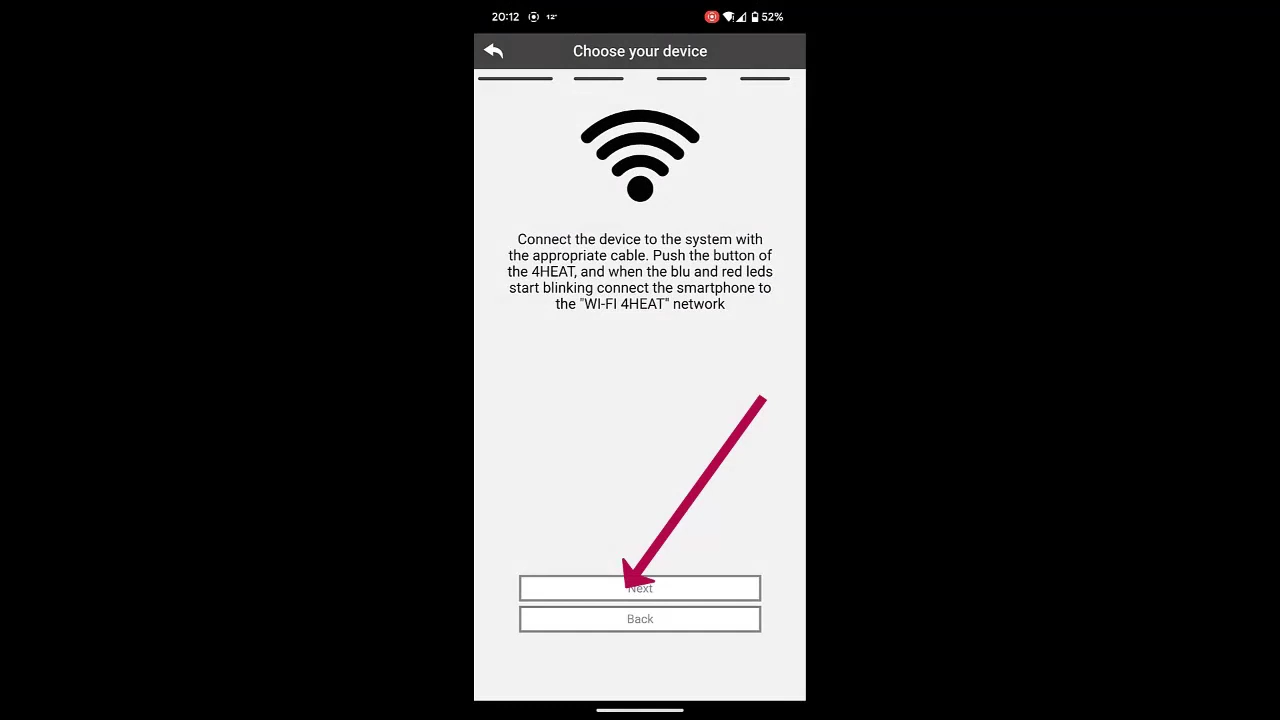 20:12 12° 52%
Choose your device
Connect the device to the system with
the appropriate cable. Push the button of
the 4HEAT, and when the blu and red leds
start blinking connect the smartphone to
the "WI-FI 4HEAT" network
Next
Back